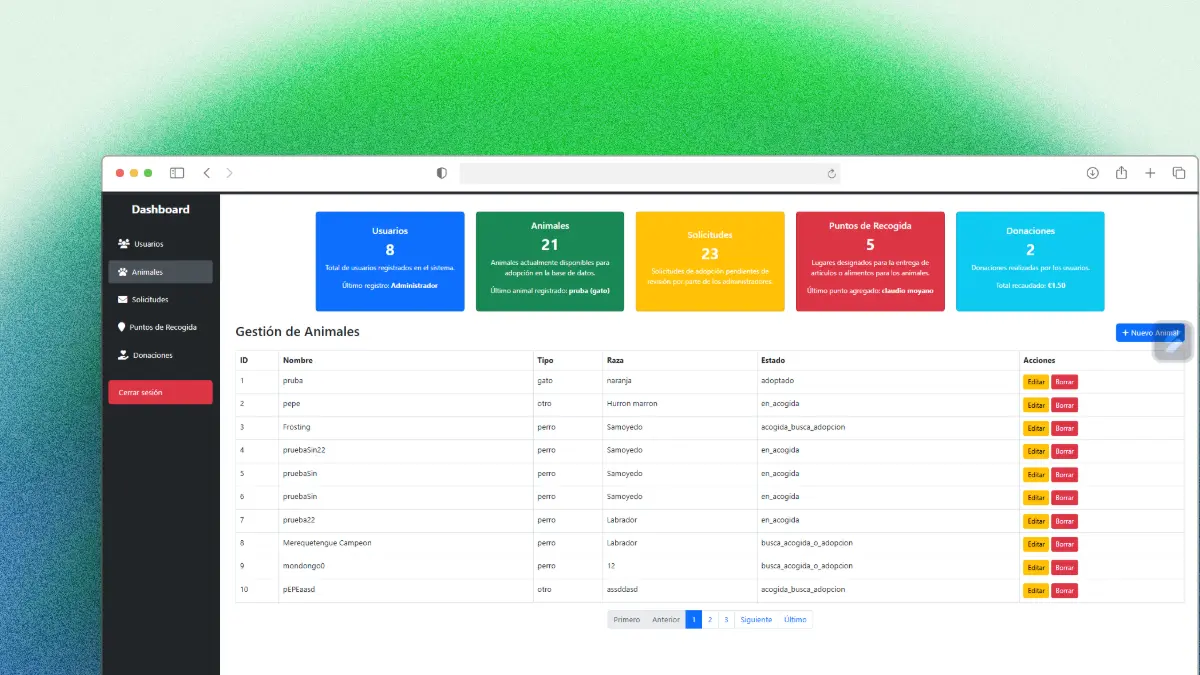 Dashboard
Usuarios
Animales
Solicitudes
Puntos de Recogida
Donaciones
Cerrar sesión
Usuarios
8
Total de usuarios registrados en el sistema.
Último registro: Administrador
Animales
21
Animales actualmente disponibles para
adopción en la base de datos.
Último animal registrado: pruba (gato)
Solicitudes
23
Solicitudes de adopción pendientes de
revisión por parte de los administradores.
Puntos de Recogida
5
Lugares designados para la entrega de
artículos o alimentos para los animales.
Último punto agregado: claudio moyano
Donaciones
2
Donaciones realizadas por los usuarios.
Total recaudado: €1.50
Gestión de Animales
+ Nuevo Animal
ID Nombre Tipo Raza Estado Acciones
1 pruba gato naranja adoptado Editar Borrar
2 pepe otro Hurron marron en_acogida Editar Borrar
3 Frosting perro Samoyedo acogida_busca_adopcion Editar Borrar
4 pruebaSin22 perro Samoyedo en_acogida Editar Borrar
5 pruebaSin perro Samoyedo en_acogida Editar Borrar
6 pruebaSin perro Samoyedo en_acogida Editar Borrar
7 prueba22 perro Labrador en_acogida Editar Borrar
8 Merequetengue Campeon perro Labrador busca_acogida_o_adopcion Editar Borrar
9 mondongo0 perro 12 busca_acogida_o_adopcion Editar Borrar
10 pEPEaasd otro assddasd acogida_busca_adopcion Editar Borrar
Primero Anterior 1 2 3 Siguiente Último